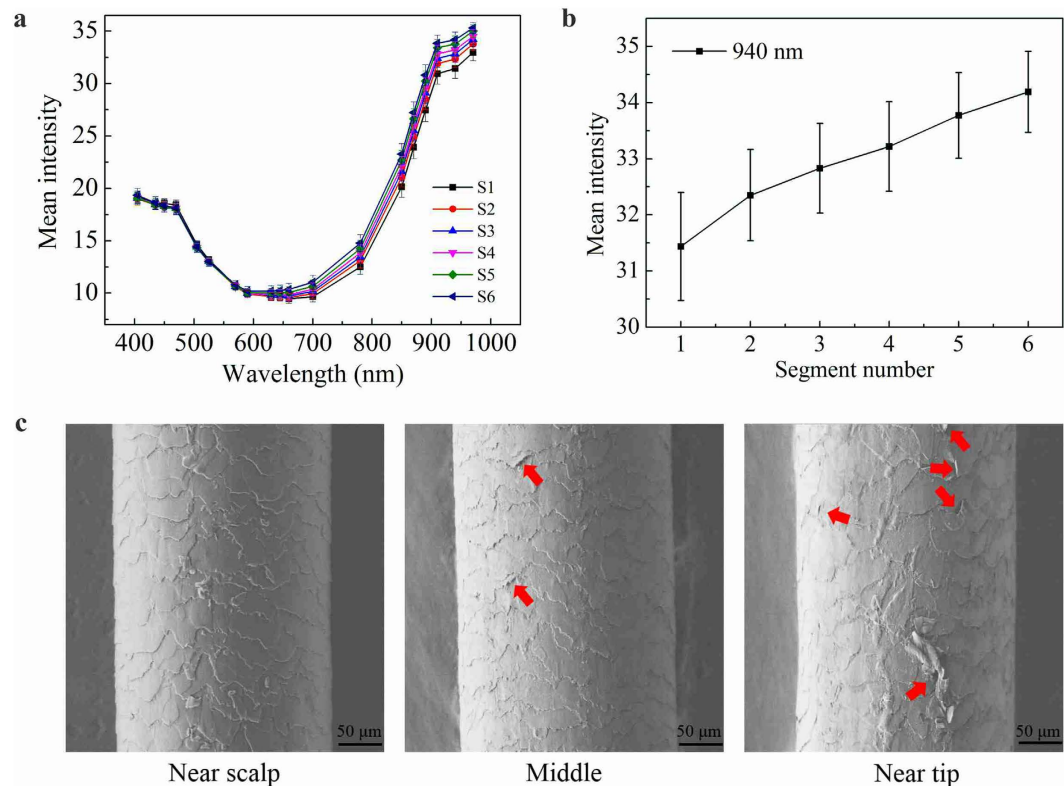 a
35
30
25
20
15
10
Mean intensity
S1
S2
S3
S4
S5
S6
400 500 600 700 800 900 1000
Wavelength (nm)
b
35
34
33
32
31
30
Mean intensity
940 nm
1 2 3 4 5 6
Segment number
c
50 μm
50 μm
50 μm
Near scalp
Middle
Near tip